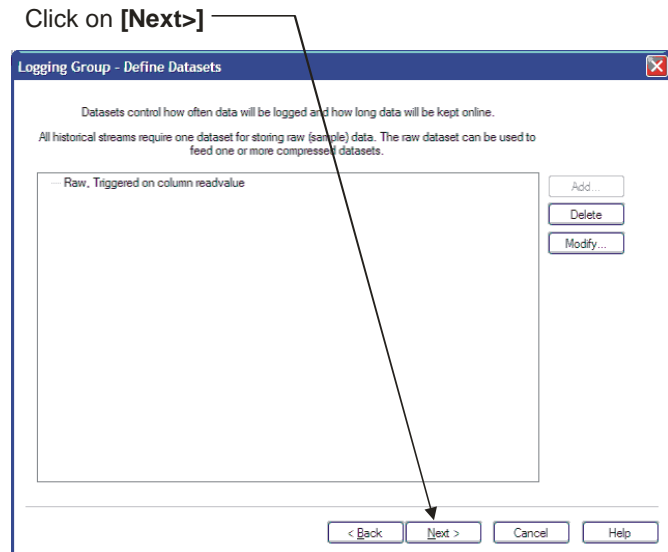 Click on [Next>]
Logging Group - Define Datasets
Datasets control how often data will be logged and how long data will be kept online.
All historical streams require one dataset for storing raw (sample) data. The raw dataset can be used to
feed one or more compressed datasets.
Raw, Triggered on column readvalue
Add...
Delete
Modify...
< Back
Next >
Cancel
Help